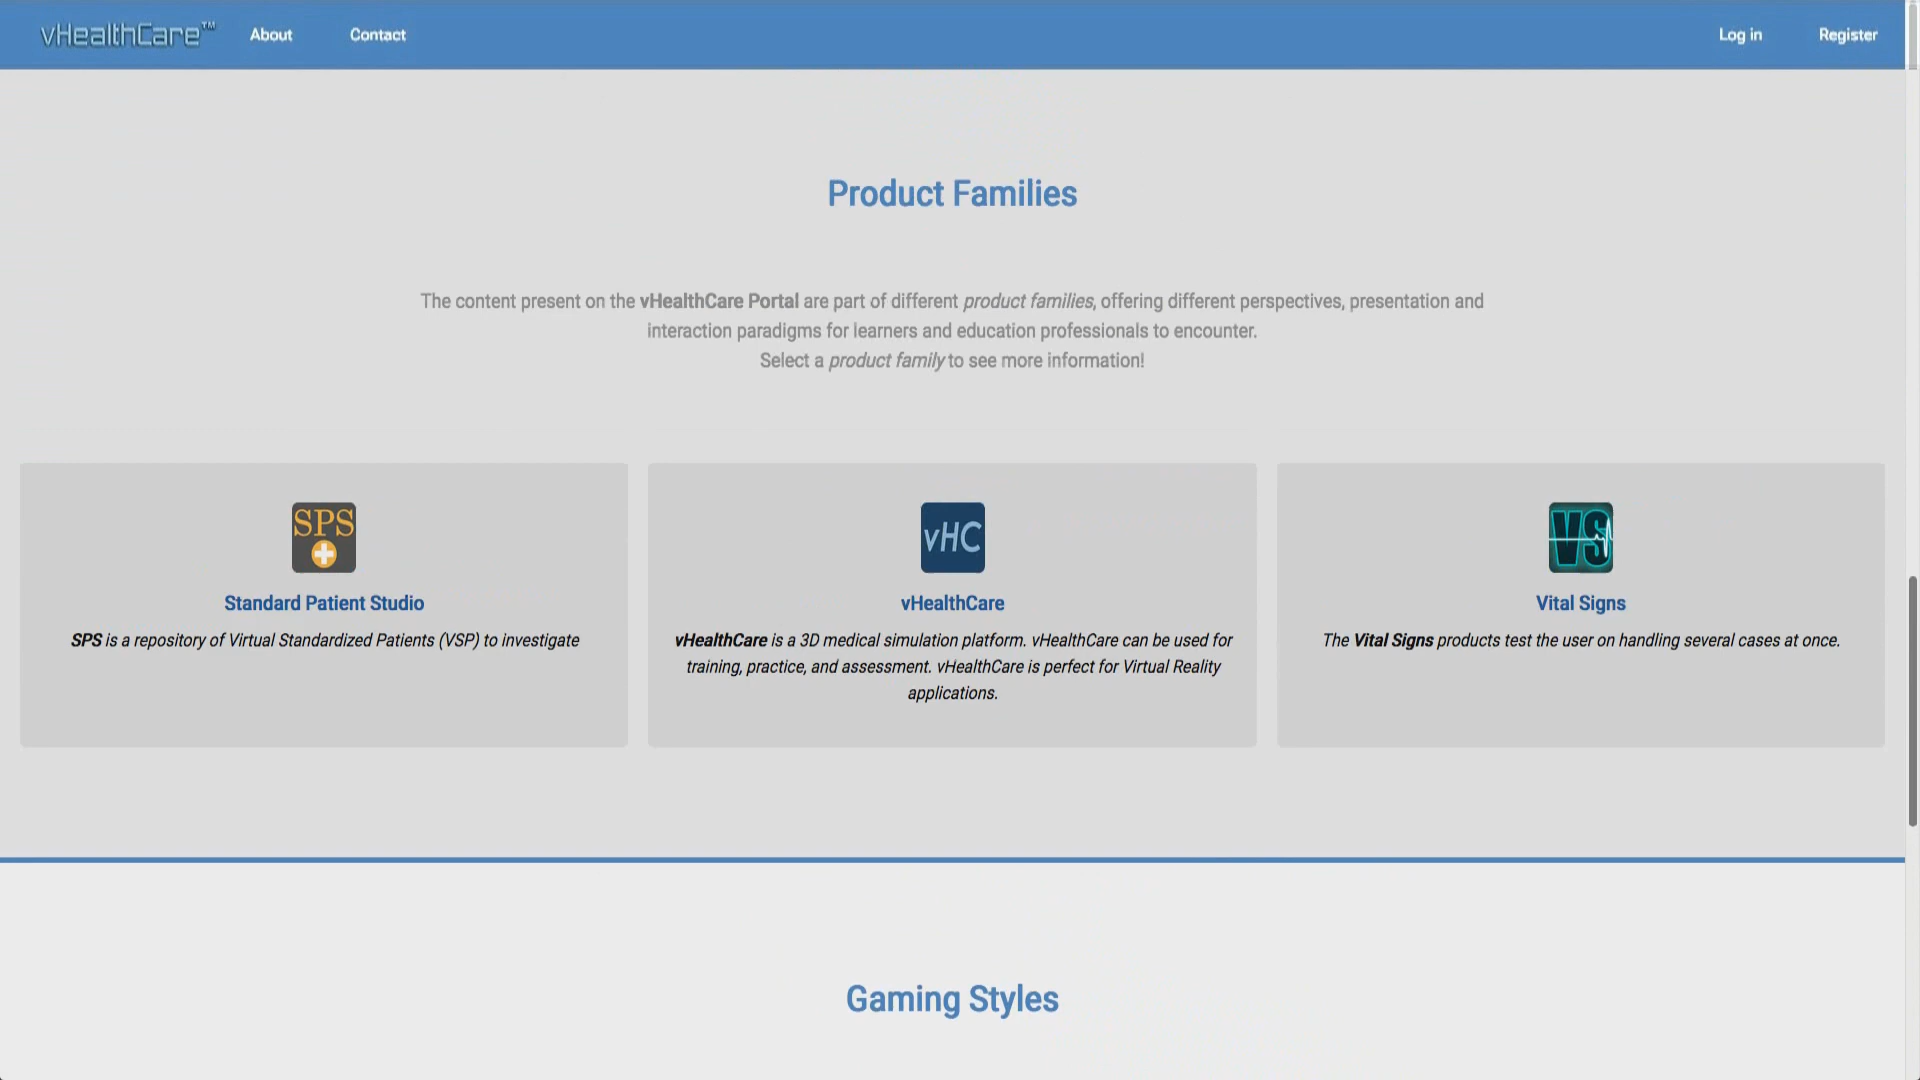 vHealthCare™ About Contact Log in Register
Product Families
The content present on the vHealthCare Portal are part of different product families, offering different perspectives, presentation and
interaction paradigms for learners and education professionals to encounter.
Select a product family to see more information!
SPS
Standard Patient Studio
SPS is a repository of Virtual Standardized Patients (VSP) to investigate
vHC
vHealthCare
vHealthCare is a 3D medical simulation platform. vHealthCare can be used for
training, practice, and assessment. vHealthCare is perfect for Virtual Reality
applications.
VS
Vital Signs
The Vital Signs products test the user on handling several cases at once.
Gaming Styles